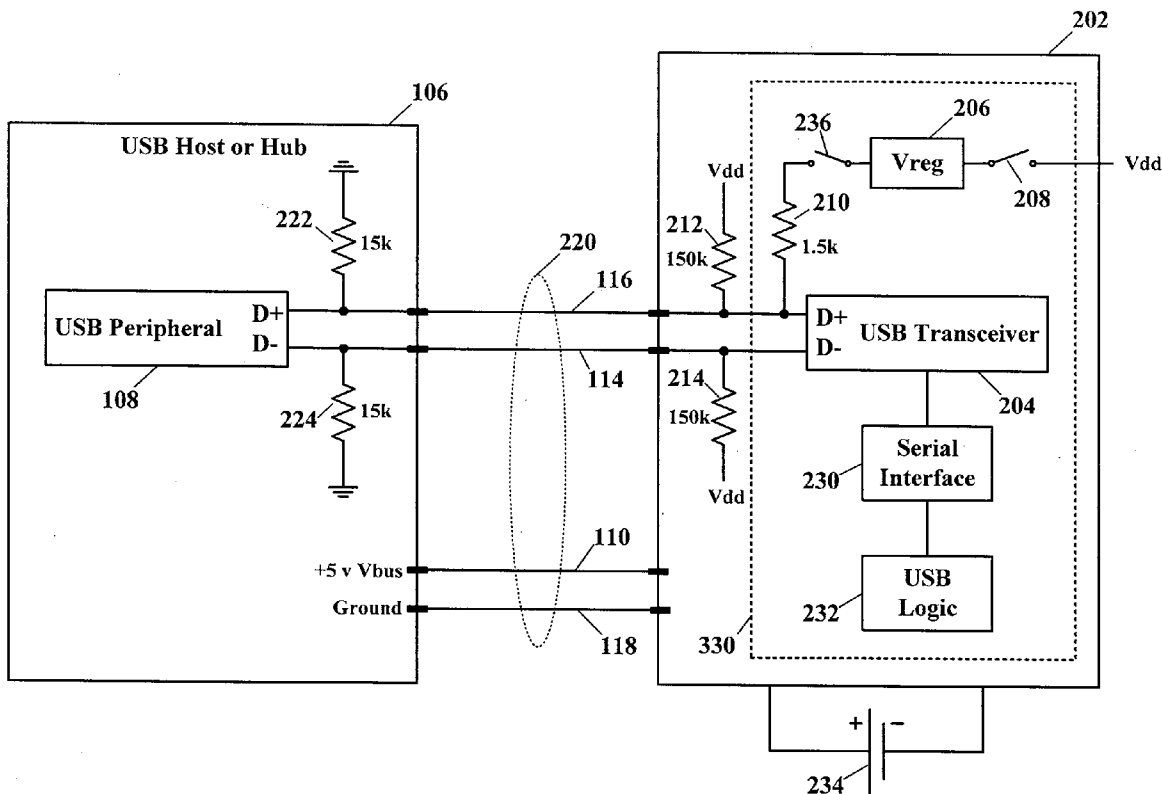 202
106
USB Host or Hub
236
206
Vreg
Vdd
208
Vdd
222
15k
220
212
150k
210
1.5k
116
USB Peripheral
D+
D-
D+
D-
USB Transceiver
108
224
15k
114
214
150k
204
Vdd
230
Serial
Interface
110
+5 v Vbus
Ground
118
232
USB
Logic
330
+
-
234